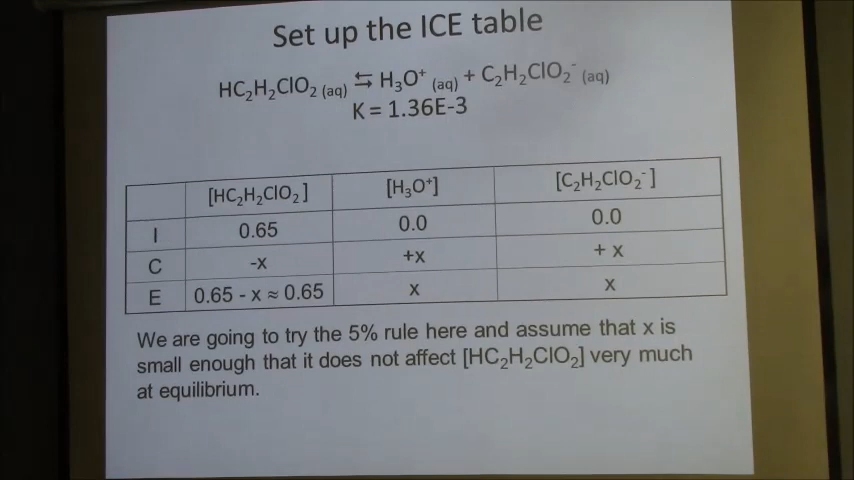 Set up the ICE table
HC₂H₂ClO₂ (aq) ⇆ H₃O⁺ (aq) + C₂H₂ClO₂⁻ (aq)
K = 1.36E-3
[HC₂H₂ClO₂] [H₃O⁺] [C₂H₂ClO₂⁻]
I 0.65 0.0 0.0
C -x +x + x
E 0.65 - x ≈ 0.65 x x
We are going to try the 5% rule here and assume that x is
small enough that it does not affect [HC₂H₂ClO₂] very much
at equilibrium.